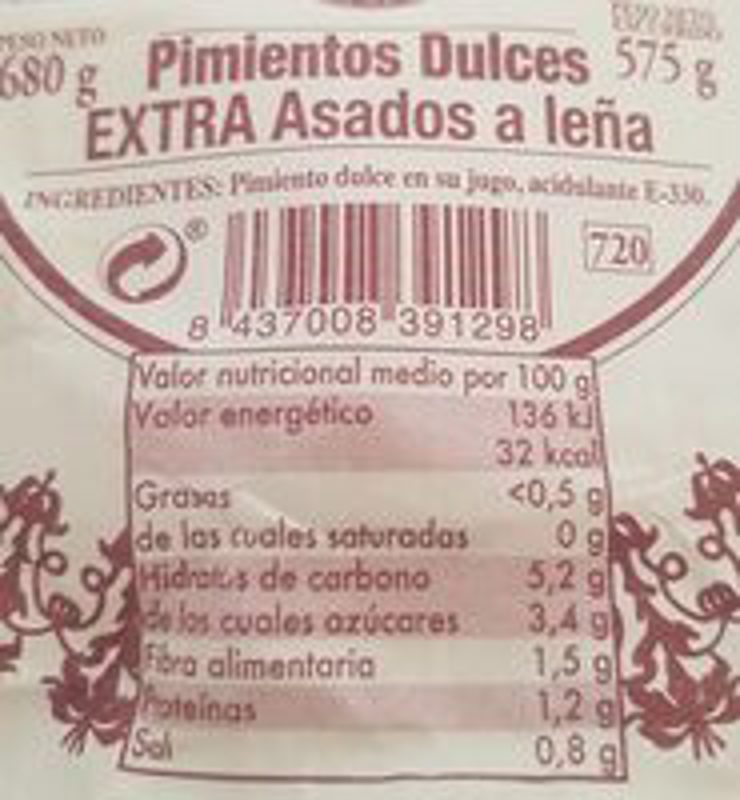 PESO NETO
680 g
Pimientos Dulces
575 g
EXTRA Asados a leña
INGREDIENTES: Pimiento dulce en su jugo, acidulante E-330.
®
720
8 437008 391298
Valor nutricional medio por 100 g
Valor energético 136 kJ
32 kcal
Grasas <0,5 g
de las cuales saturadas 0 g
Hidratos de carbono 5,2 g
de los cuales azúcares 3,4 g
Fibra alimentaria 1,5 g
Proteínas 1,2 g
Sal 0,8 g